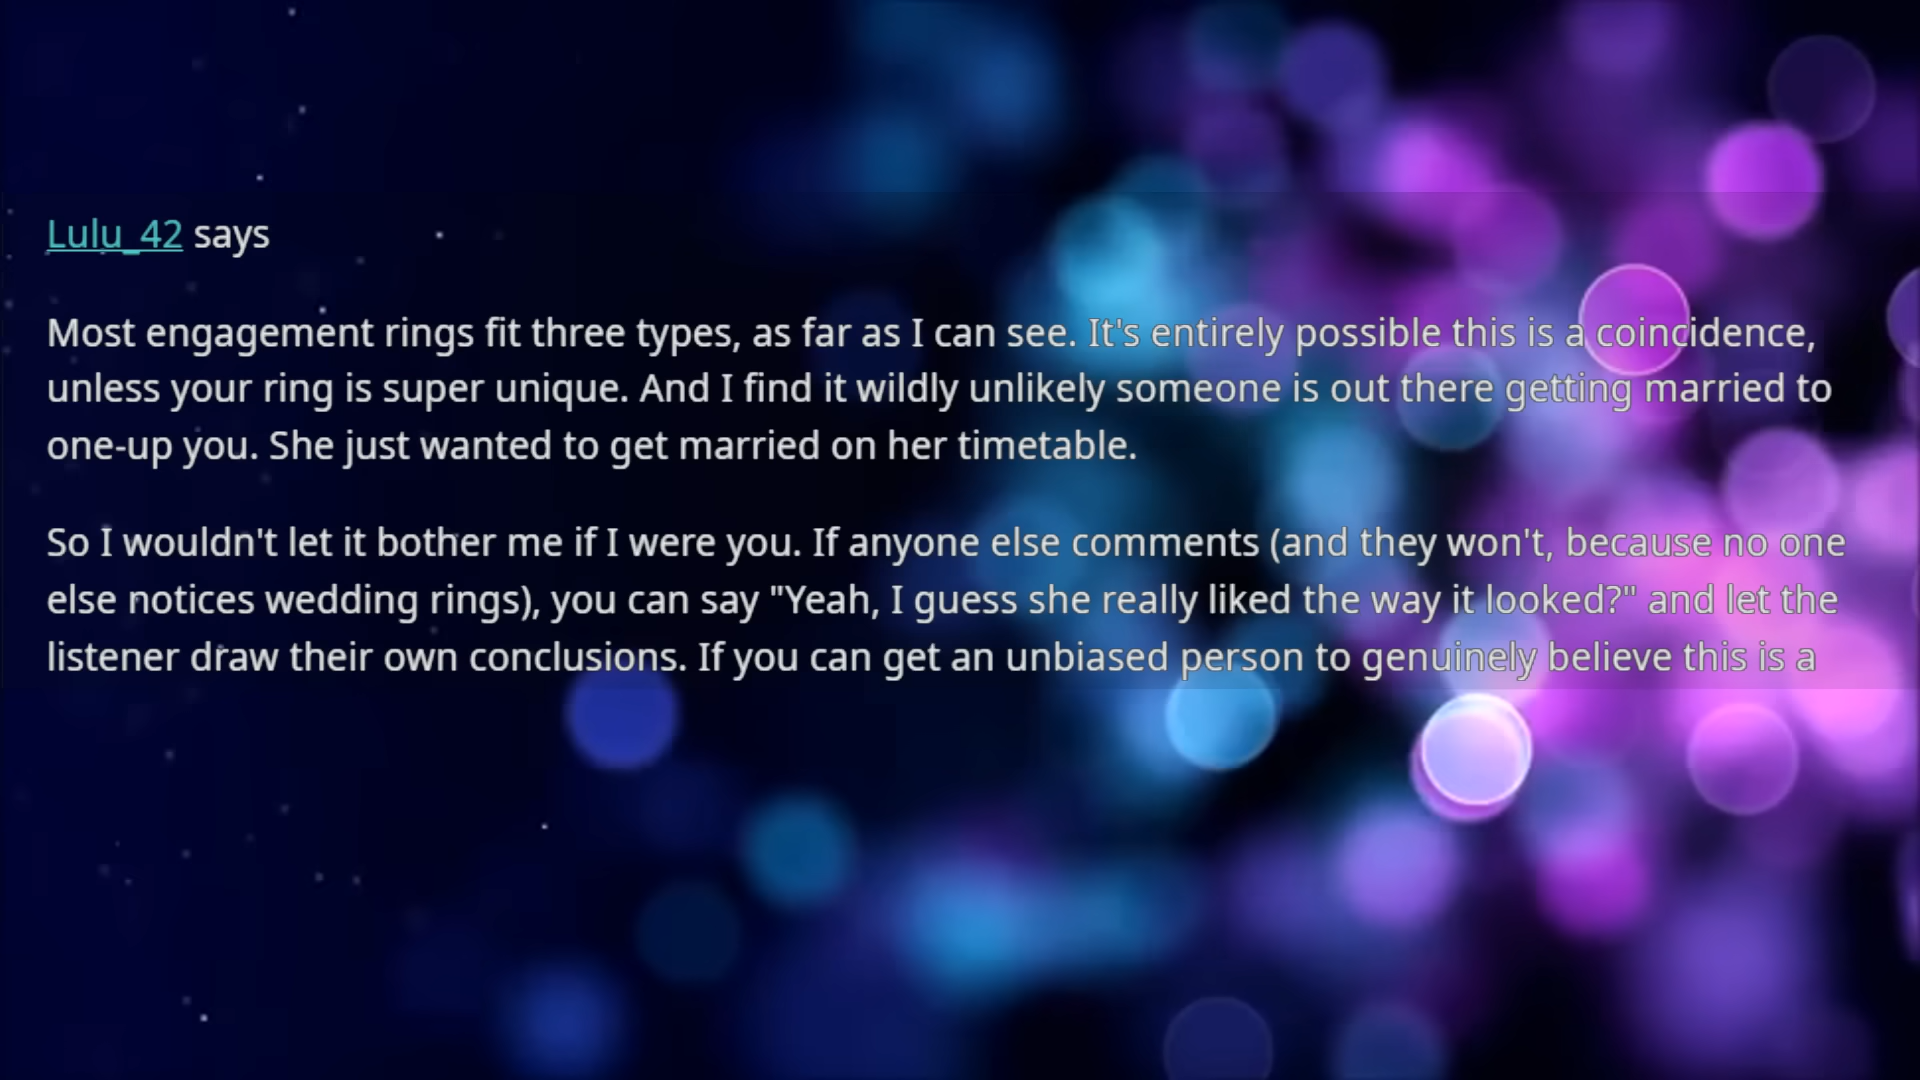 Lulu_42 says
Most engagement rings fit three types, as far as I can see. It's entirely possible this is a coincidence,
unless your ring is super unique. And I find it wildly unlikely someone is out there getting married to
one-up you. She just wanted to get married on her timetable.
So I wouldn't let it bother me if I were you. If anyone else comments (and they won't, because no one
else notices wedding rings), you can say "Yeah, I guess she really liked the way it looked?" and let the
listener draw their own conclusions. If you can get an unbiased person to genuinely believe this is a